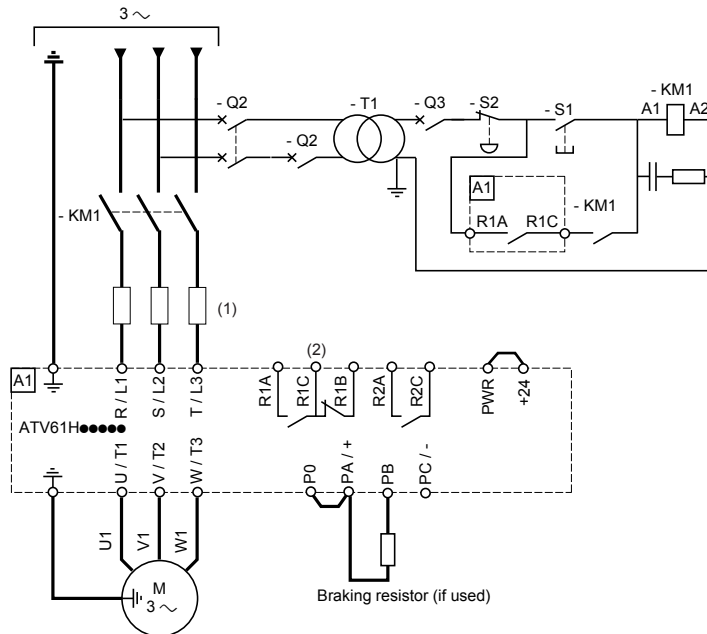 3 ~
- Q2
- T1
- Q3
- S2
- S1
- KM1
A1
A2
- Q2
A1
- KM1
R1A
R1C
- KM1
(1)
(2)
A1
R / L1
S / L2
T / L3
R1A
R1C
R1B
R2A
R2C
PWR
+24
ATV61H●●●●●
U / T1
V / T2
W / T3
P0
PA / +
PB
PC / -
U1
V1
W1
M
3 ~
Braking resistor (if used)